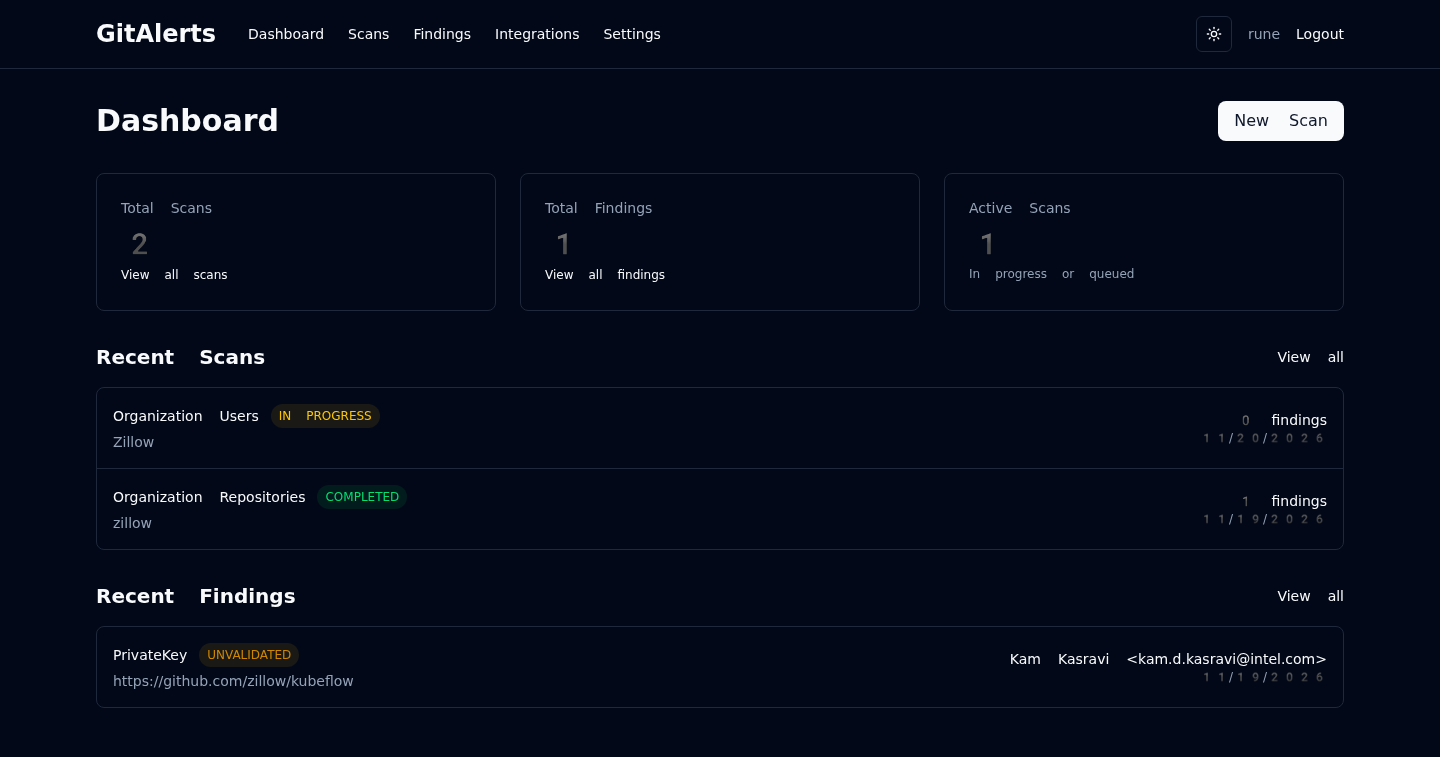 GitAlerts Dashboard Scans Findings Integrations Settings rune Logout
Dashboard New Scan
Total Scans
2
View all scans
Total Findings
1
View all findings
Active Scans
1
In progress or queued
Recent Scans View all
Organization Users IN PROGRESS
Zillow
0 findings
11/20/2026
Organization Repositories COMPLETED
zillow
1 findings
11/19/2026
Recent Findings View all
PrivateKey UNVALIDATED
https://github.com/zillow/kubeflow
Kam Kasravi <kam.d.kasravi@intel.com>
11/19/2026